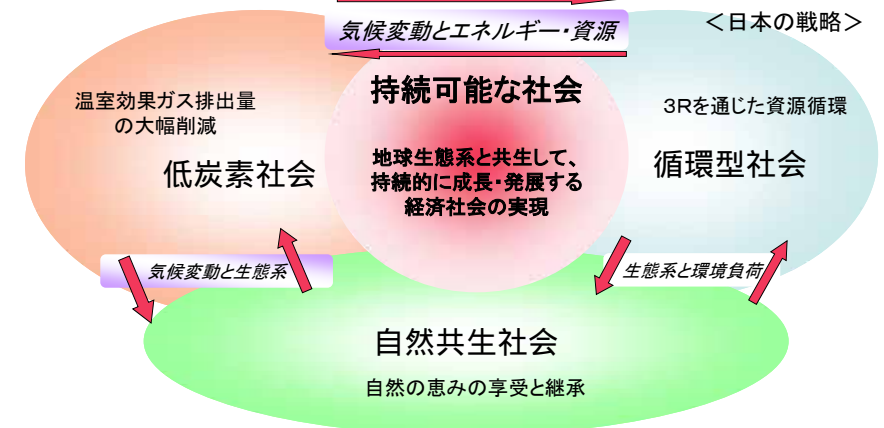 ＜日本の戦略＞
気候変動とエネルギー・資源
持続可能な社会
地球生態系と共生して、
持続的に成長・発展する
経済社会の実現
温室効果ガス排出量
の大幅削減
低炭素社会
３Ｒを通じた資源循環
循環型社会
気候変動と生態系
生態系と環境負荷
自然共生社会
自然の恵みの享受と継承